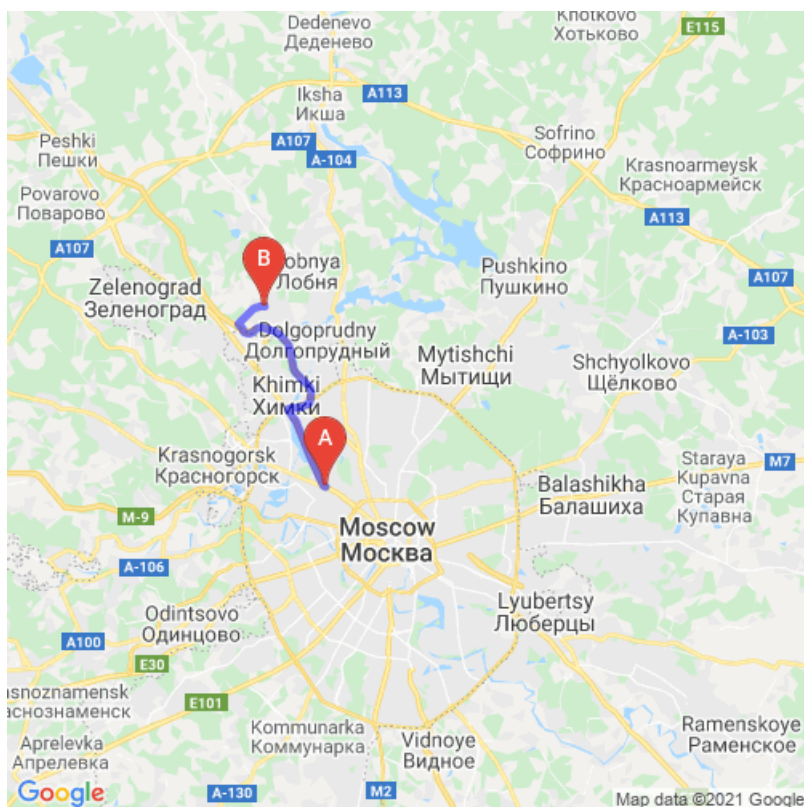 Dedenevo
Деденево
Khotkovo
Хотьково
E115
Iksha
Икша
A113
Peshki
Пешки
A107
A-104
Sofrino
Софрино
Krasnoarmeysk
Красноармейск
Povarovo
Поварово
A113
A107
B
obnya
Лобня
Pushkino
Пушкино
A107
Zelenograd
Зеленоград
Dolgoprudny
Долгопрудный
A-103
Mytishchi
Мытищи
Shchyolkovo
Щёлково
Khimki
Химки
A
Krasnogorsk
Красногорск
Staraya
Kupavna
Старая
Купавна
M7
Balashikha
Балашиха
M-9
Moscow
Москва
A-106
Lyubertsy
Люберцы
Odintsovo
Одинцово
A100
E30
asnoznamensk
аснознаменск
E101
Kommunarka
Коммунарка
Vidnoye
Видное
Ramenskoye
Раменское
Aprelevka
Апрелевка
A-130
M2
Google
Map data ©2021 Google